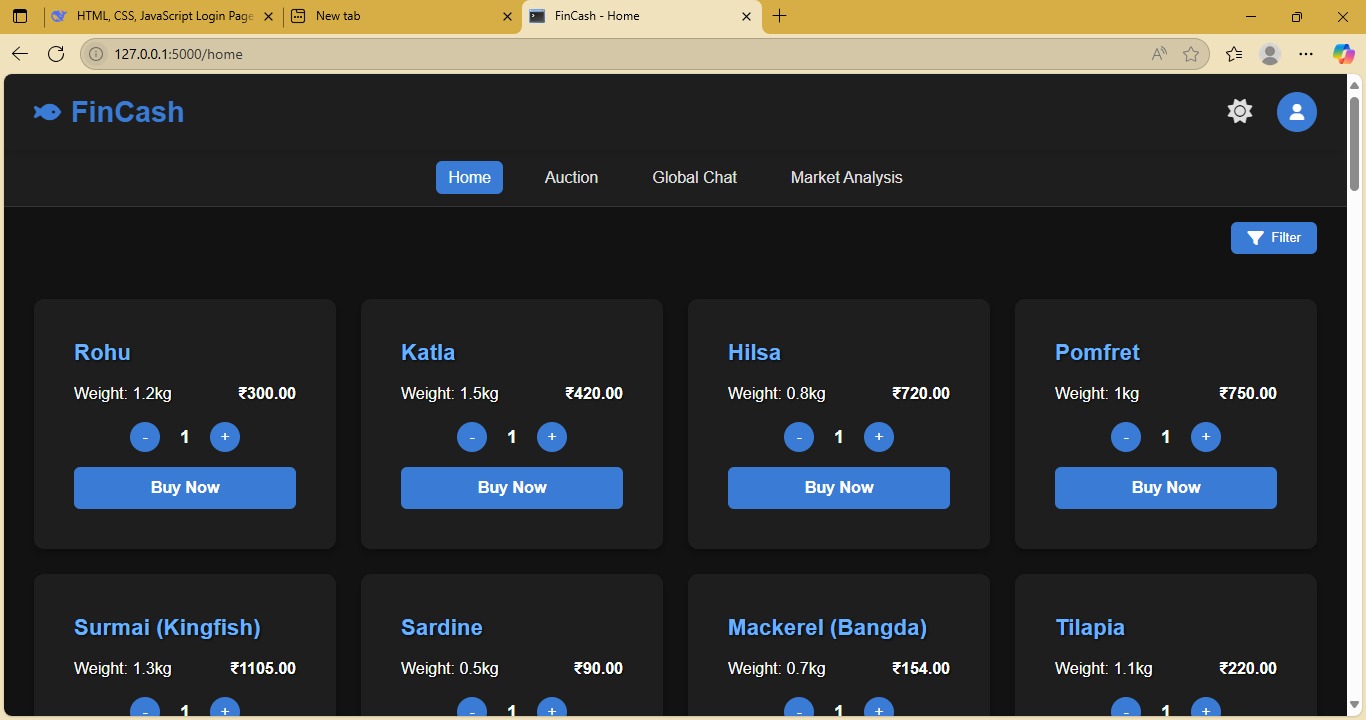 HTML, CSS, JavaScript Login Page
New tab
FinCash - Home
127.0.0.1:5000/home
FinCash
Home Auction Global Chat Market Analysis
Filter
Rohu Katla Hilsa Pomfret
Weight: 1.2kg ₹300.00 Weight: 1.5kg ₹420.00 Weight: 0.8kg ₹720.00 Weight: 1kg ₹750.00
- 1 + - 1 + - 1 + - 1 +
Buy Now Buy Now Buy Now Buy Now
Surmai (Kingfish) Sardine Mackerel (Bangda) Tilapia
Weight: 1.3kg ₹1105.00 Weight: 0.5kg ₹90.00 Weight: 0.7kg ₹154.00 Weight: 1.1kg ₹220.00
- 1 + - 1 + - 1 + - 1 +